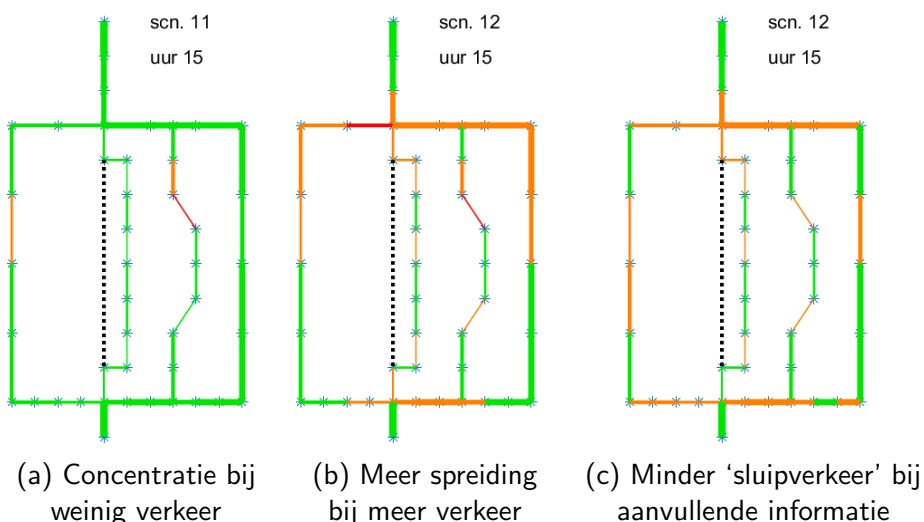 scn. 11
uur 15
scn. 12
uur 15
scn. 12
uur 15
(a) Concentratie bij
weinig verkeer
(b) Meer spreiding
bij meer verkeer
(c) Minder ‘sluipverkeer’ bij
aanvullende informatie